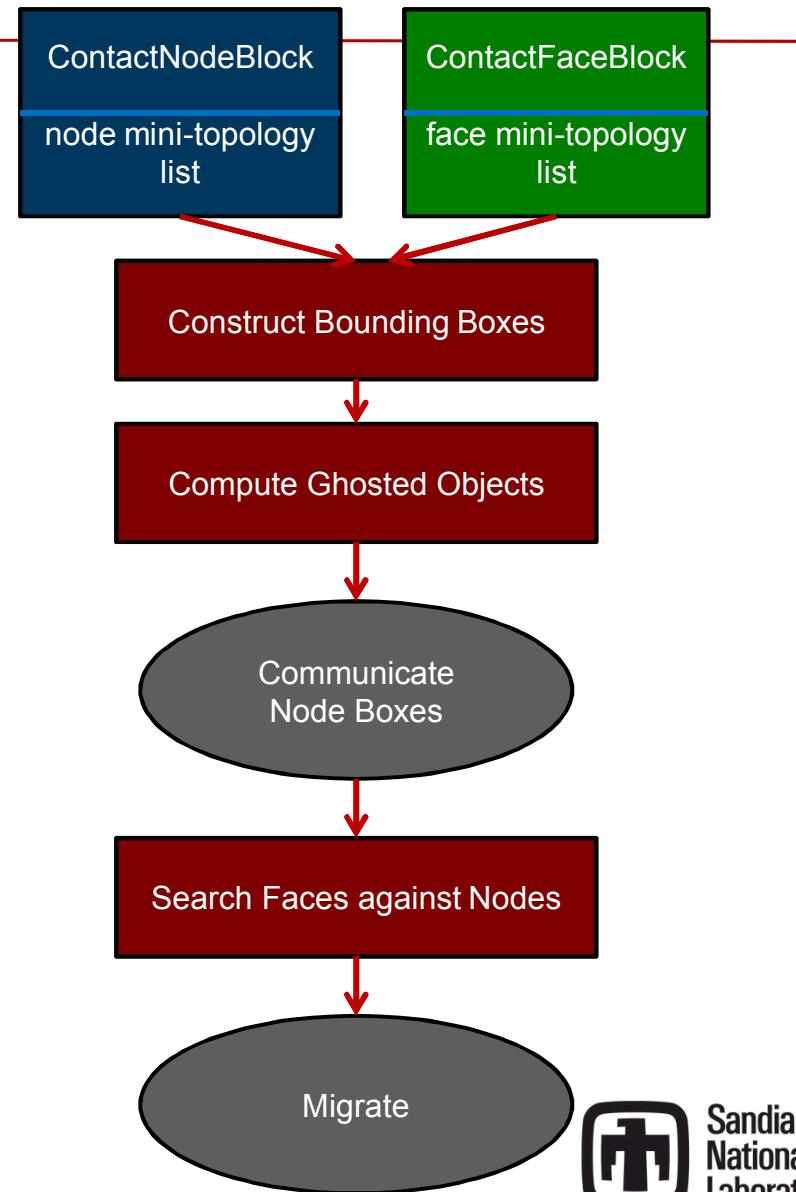 ContactNodeBlock
node mini-topology
list
ContactFaceBlock
face mini-topology
list
Construct Bounding Boxes
Compute Ghosted Objects
Communicate
Node Boxes
Search Faces against Nodes
Migrate
Sandia